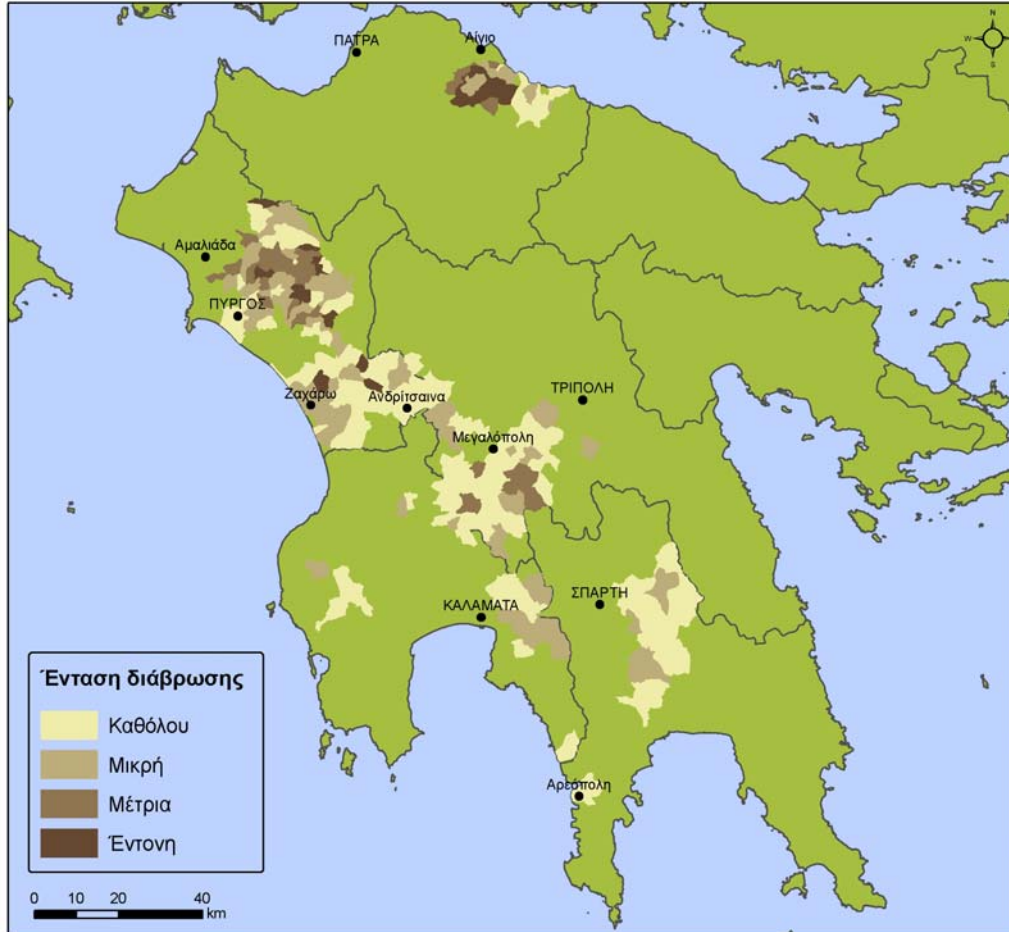 N
W
S
ΠΑΤΡΑ
Αίγιο
Αμαλιάδα
ΠΥΡΓΟΣ
Ζαχάρω
Ανδρίτσαινα
ΤΡΙΠΟΛΗ
Μεγαλόπολη
ΣΠΑΡΤΗ
ΚΑΛΑΜΑΤΑ
Αρεόπολη
Ένταση διάβρωσης
Καθόλου
Μικρή
Μέτρια
Έντονη
0 10 20 40
km